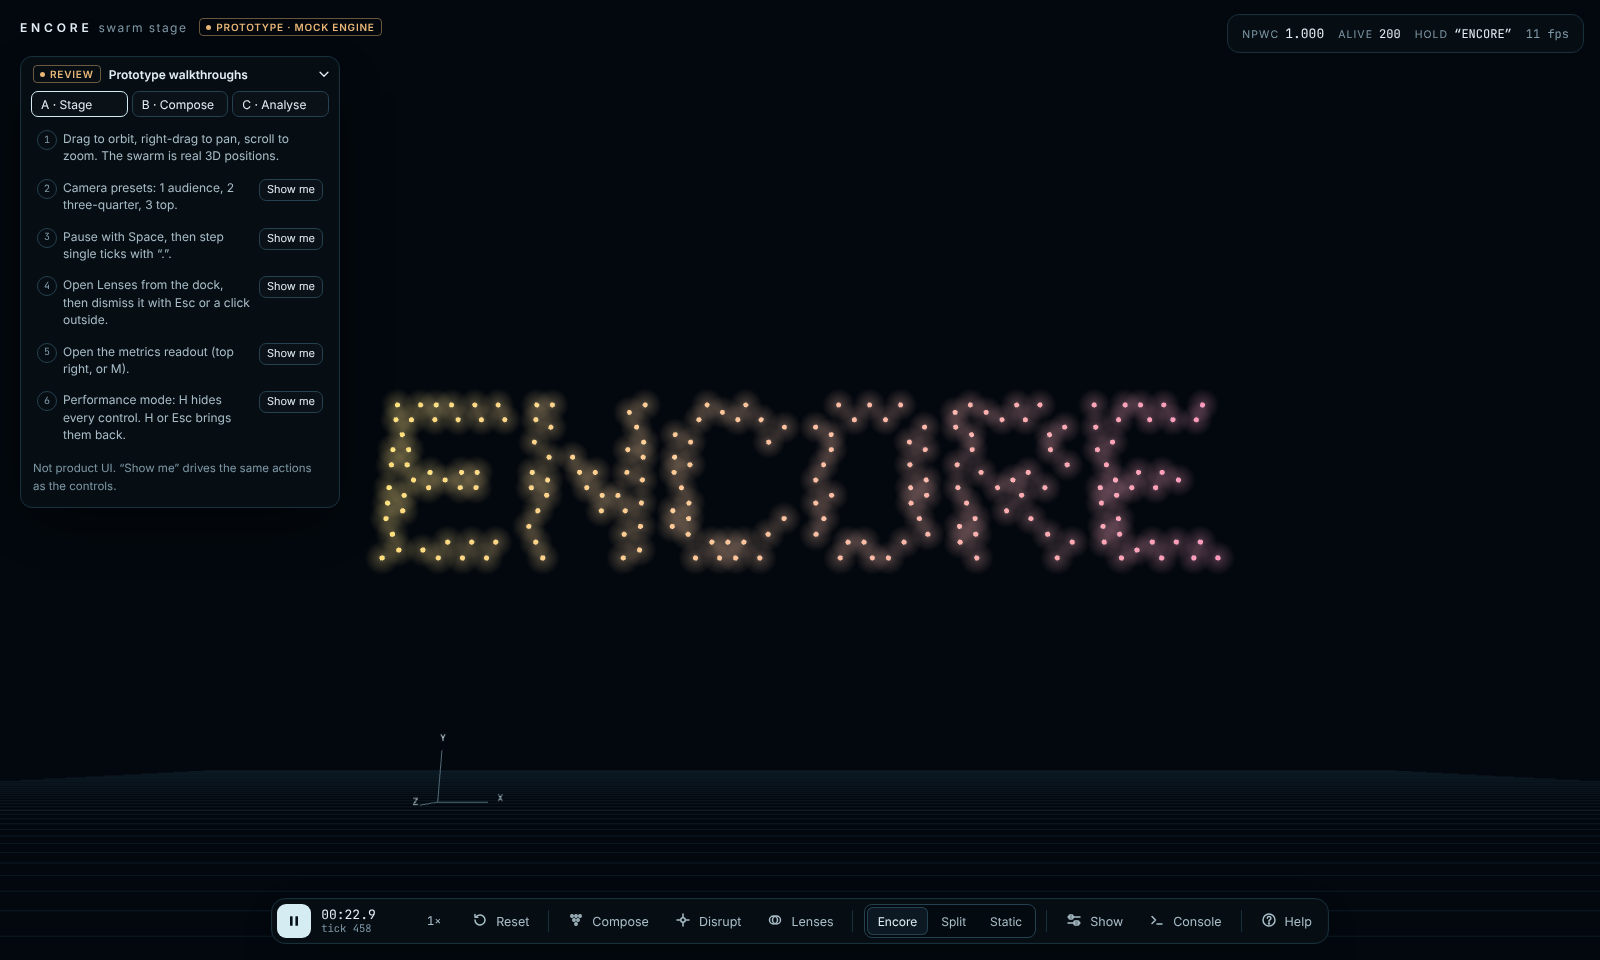 ENCORE swarm stage
PROTOTYPE · MOCK ENGINE
NPWC 1.000 ALIVE 200 HOLD “ENCORE” 11 fps
REVIEW Prototype walkthroughs
A · Stage B · Compose C · Analyse
1 Drag to orbit, right-drag to pan, scroll to
zoom. The swarm is real 3D positions.
2 Camera presets: 1 audience, 2 Show me
three-quarter, 3 top.
3 Pause with Space, then step Show me
single ticks with “.”.
4 Open Lenses from the dock, Show me
then dismiss it with Esc or a click
outside.
5 Open the metrics readout (top Show me
right, or M).
6 Performance mode: H hides Show me
every control. H or Esc brings
them back.
Not product UI. “Show me” drives the same actions
as the controls.
ENCORE
Y
Z X
00:22.9
tick 458
1× Reset Compose Disrupt Lenses Encore Split Static Show Console Help